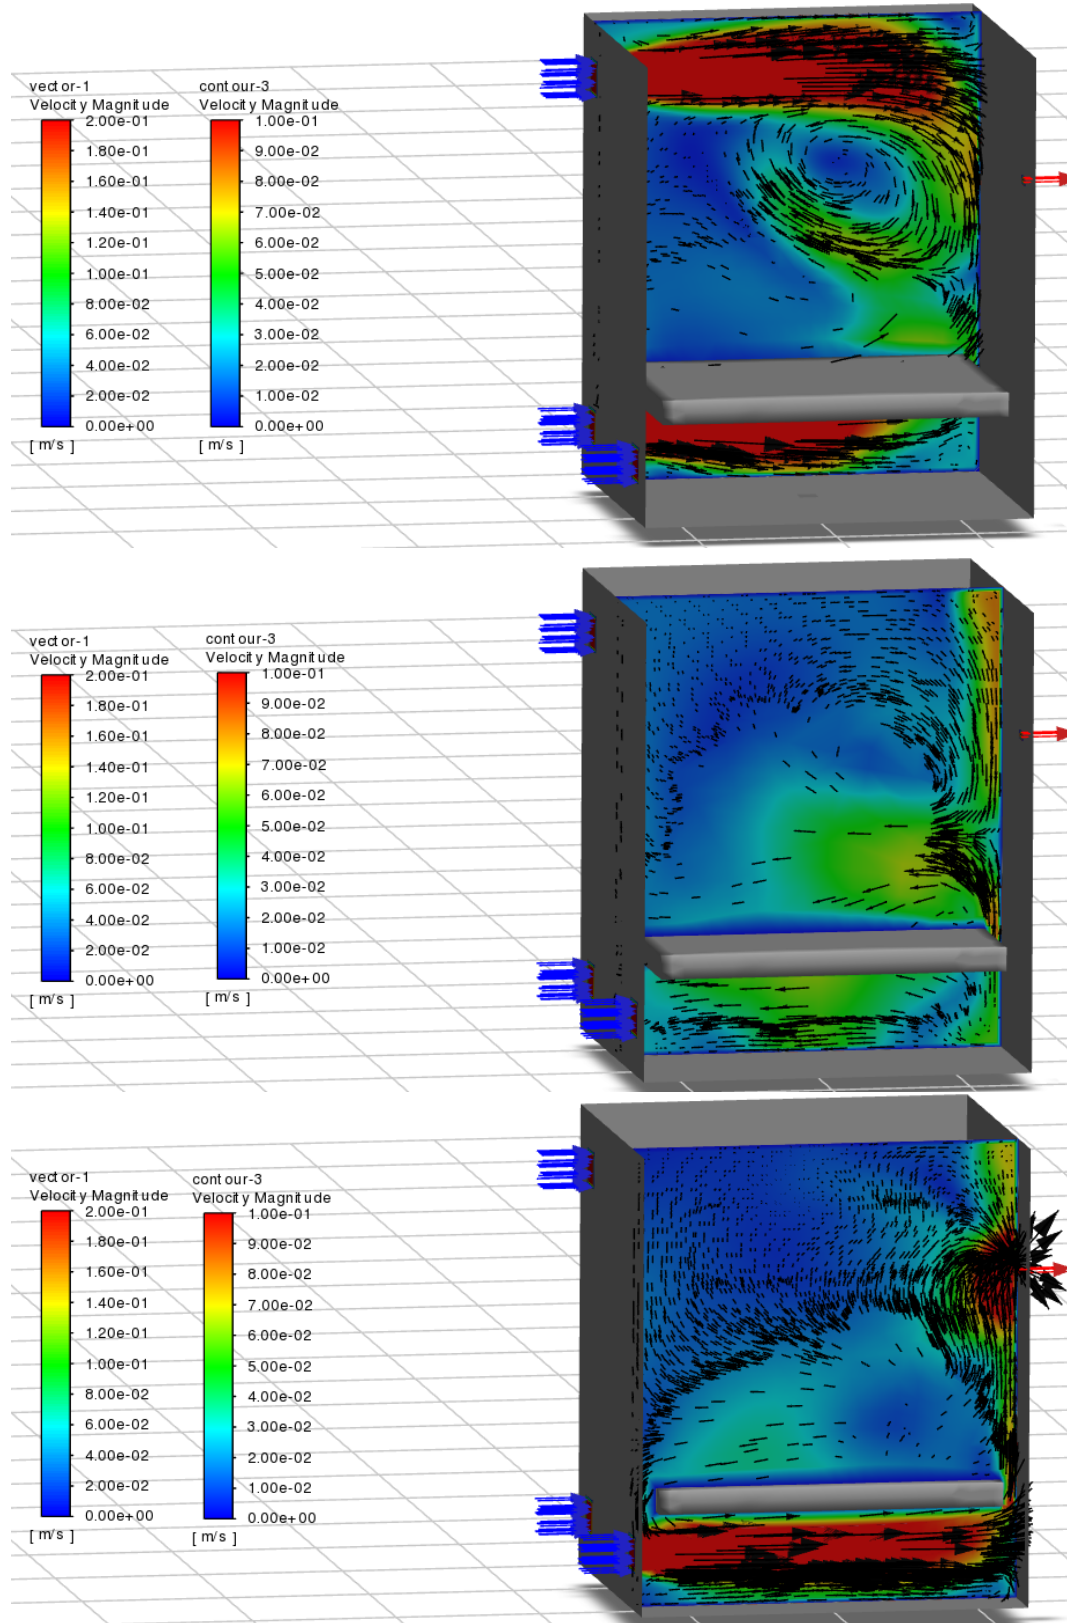 vector-1 contour-3
Velocity Magnitude Velocity Magnitude
2.00e-01 1.00e-01
1.80e-01 9.00e-02
1.60e-01 8.00e-02
1.40e-01 7.00e-02
1.20e-01 6.00e-02
1.00e-01 5.00e-02
8.00e-02 4.00e-02
6.00e-02 3.00e-02
4.00e-02 2.00e-02
2.00e-02 1.00e-02
0.00e+00 0.00e+00
[ m/s ] [ m/s ]
vector-1 contour-3
Velocity Magnitude Velocity Magnitude
2.00e-01 1.00e-01
1.80e-01 9.00e-02
1.60e-01 8.00e-02
1.40e-01 7.00e-02
1.20e-01 6.00e-02
1.00e-01 5.00e-02
8.00e-02 4.00e-02
6.00e-02 3.00e-02
4.00e-02 2.00e-02
2.00e-02 1.00e-02
0.00e+00 0.00e+00
[ m/s ] [ m/s ]
vector-1 contour-3
Velocity Magnitude Velocity Magnitude
2.00e-01 1.00e-01
1.80e-01 9.00e-02
1.60e-01 8.00e-02
1.40e-01 7.00e-02
1.20e-01 6.00e-02
1.00e-01 5.00e-02
8.00e-02 4.00e-02
6.00e-02 3.00e-02
4.00e-02 2.00e-02
2.00e-02 1.00e-02
0.00e+00 0.00e+00
[ m/s ] [ m/s ]